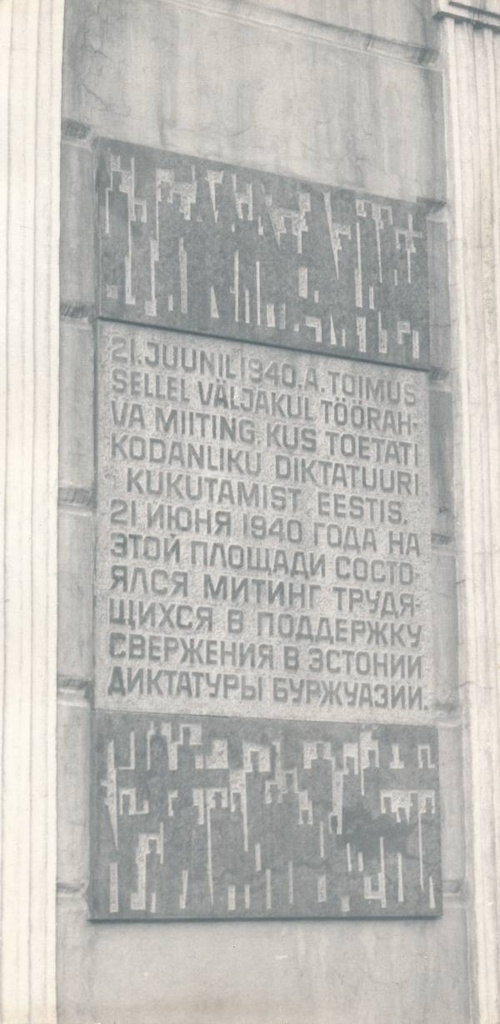 21. JUUNIL 1940. A. TOIMUS
SELLEL VÄLJAKUL TÖÖRAH-
VA MIITING, KUS TOETATI
KODANLIKU DIKTATUURI
KUKUTAMIST EESTIS.
21 ИЮНЯ 1940 ГОДА НА
ЭТОЙ ПЛОЩАДИ СОСТО-
ЯЛСЯ МИТИНГ ТРУДЯ-
ЩИХСЯ В ПОДДЕРЖКУ
СВЕРЖЕНИЯ В ЭСТОНИИ
ДИКТАТУРЫ БУРЖУАЗИИ.